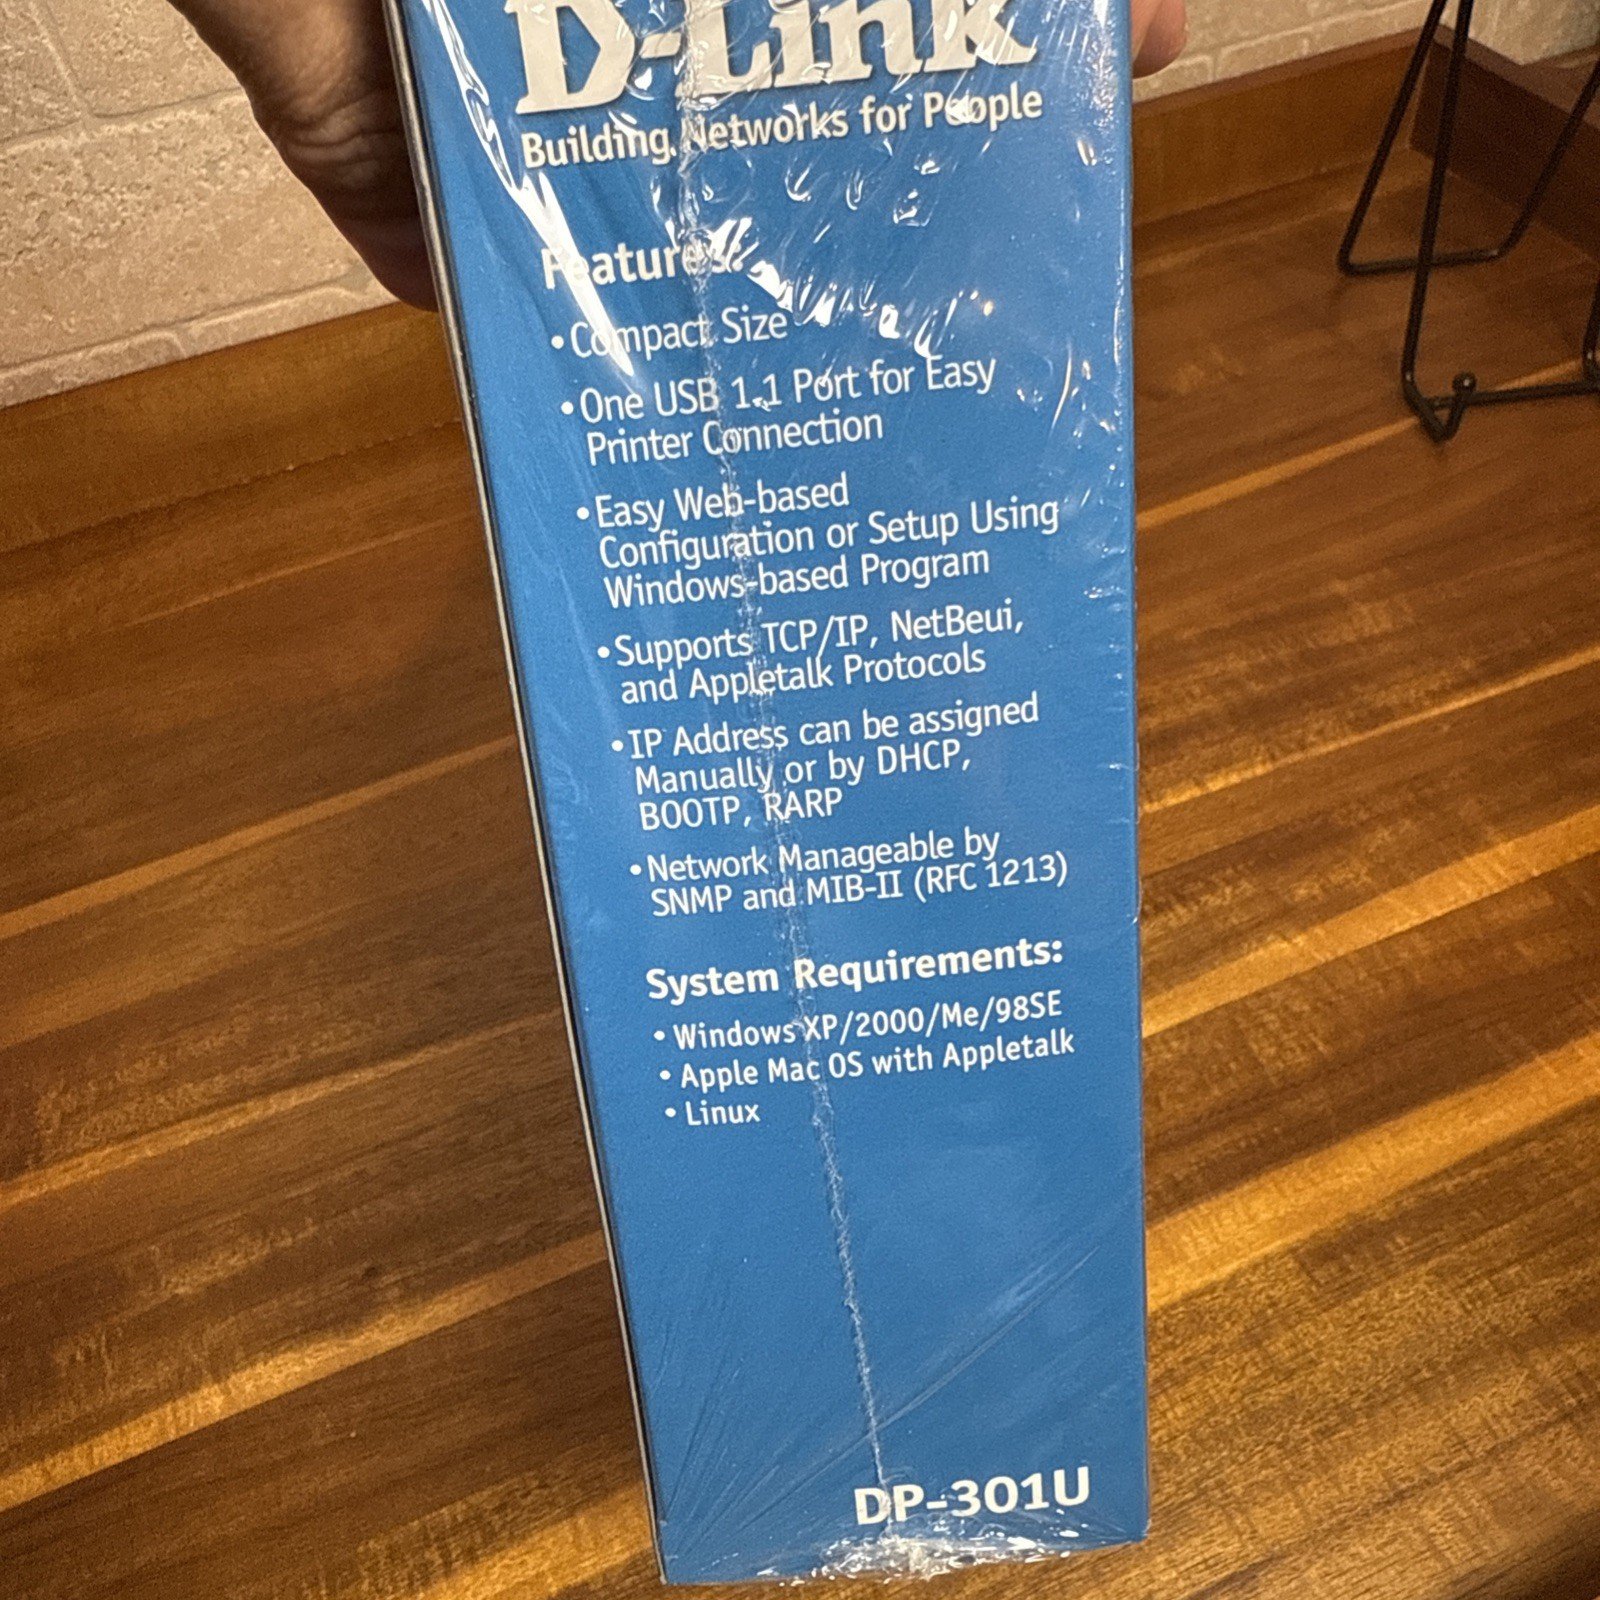 D-Link
Building Networks for People
Features:
• Compact Size
• One USB 1.1 Port for Easy
Printer Connection
• Easy Web-based
Configuration or Setup Using
Windows-based Program
• Supports TCP/IP, NetBeui,
and Appletalk Protocols
• IP Address can be assigned
Manually or by DHCP,
BOOTP, RARP
• Network Manageable by
SNMP and MIB-II (RFC 1213)
System Requirements:
• Windows XP/2000/Me/98SE
• Apple Mac OS with Appletalk
• Linux
DP-301U